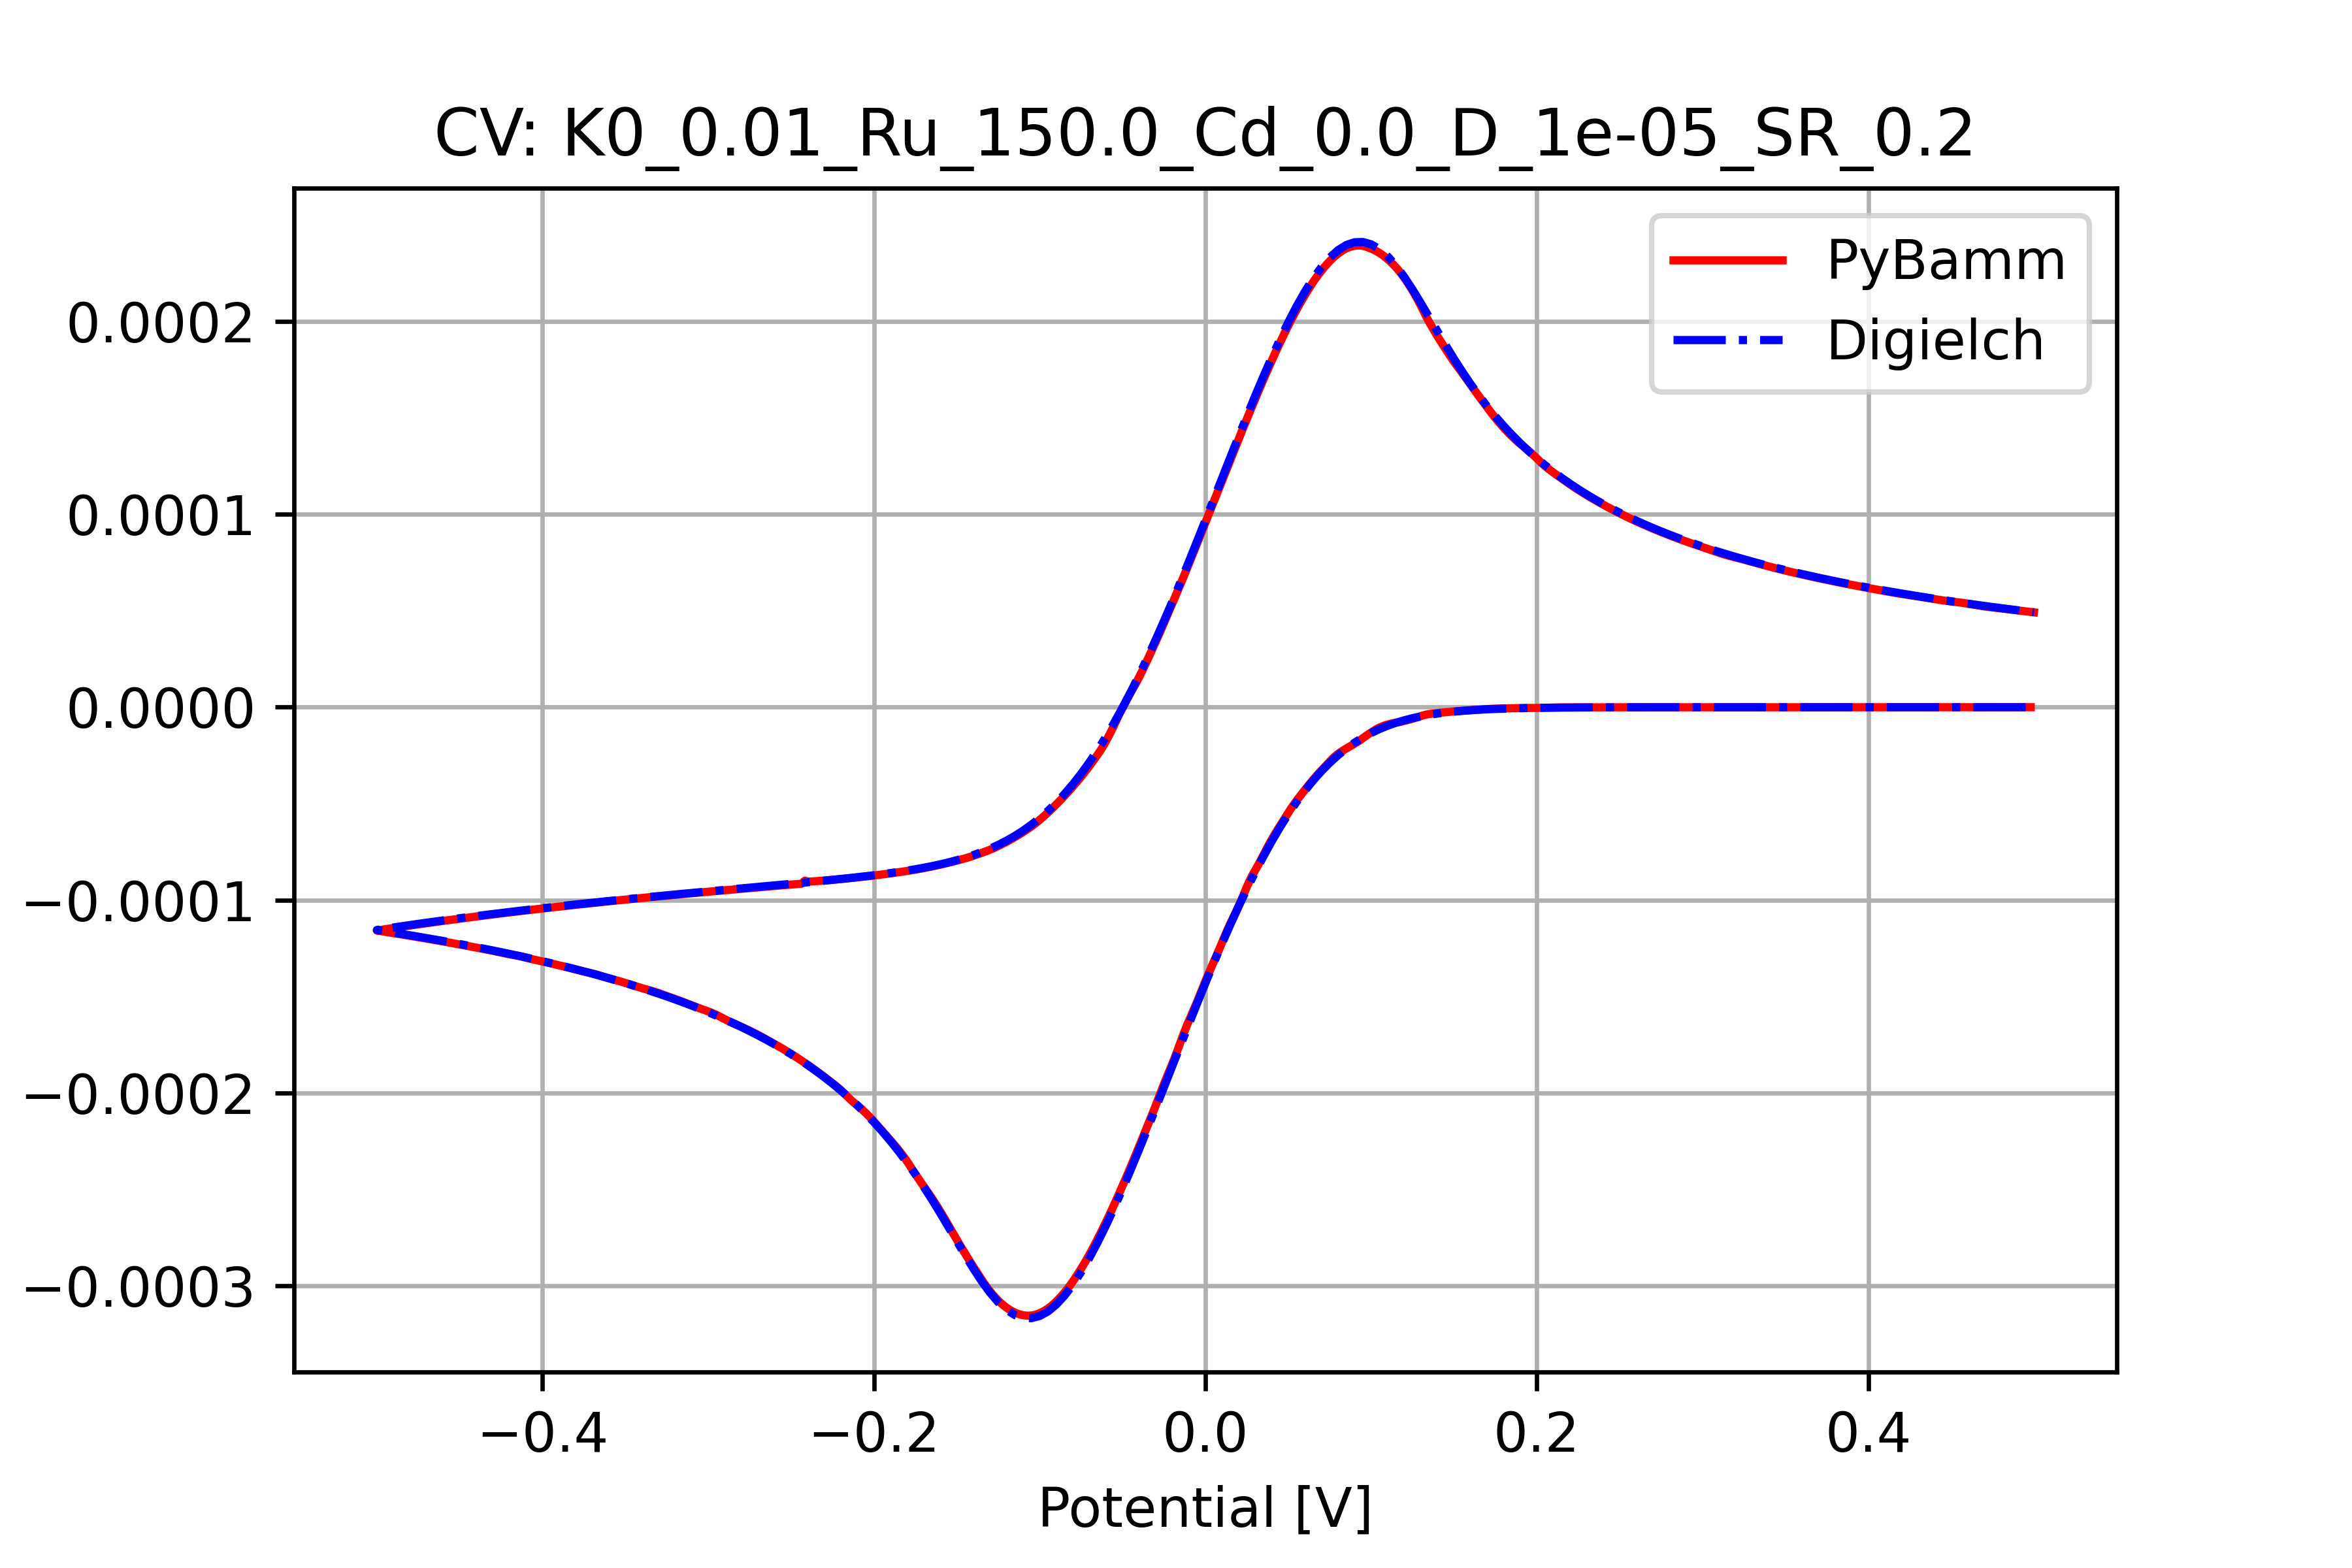 CV: K0_0.01_Ru_150.0_Cd_0.0_D_1e-05_SR_0.2
PyBamm
Digielch
0.0002
0.0001
0.0000
−0.0001
−0.0002
−0.0003
−0.4 −0.2 0.0 0.2 0.4
Potential [V]